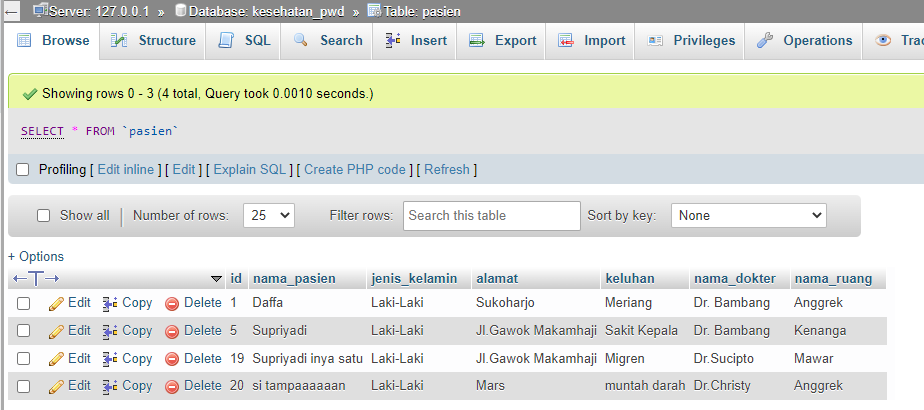 Server: 127.0.0.1 » Database: kesehatan_pwd » Table: pasien
Browse Structure SQL Search Insert Export Import Privileges Operations Trac
Showing rows 0 - 3 (4 total, Query took 0.0010 seconds.)
SELECT * FROM `pasien`
Profiling [ Edit inline ] [ Edit ] [ Explain SQL ] [ Create PHP code ] [ Refresh ]
Show all | Number of rows: 25 Filter rows: Search this table Sort by key: None
+ Options
←T→ id nama_pasien jenis_kelamin alamat keluhan nama_dokter nama_ruang
Edit Copy Delete 1 Daffa Laki-Laki Sukoharjo Meriang Dr. Bambang Anggrek
Edit Copy Delete 5 Supriyadi Laki-Laki Jl.Gawok Makamhaji Sakit Kepala Dr. Bambang Kenanga
Edit Copy Delete 19 Supriyadi inya satu Laki-Laki Jl.Gawok Makamhaji Migren Dr.Sucipto Mawar
Edit Copy Delete 20 si tampaaaaaan Laki-Laki Mars muntah darah Dr.Christy Anggrek